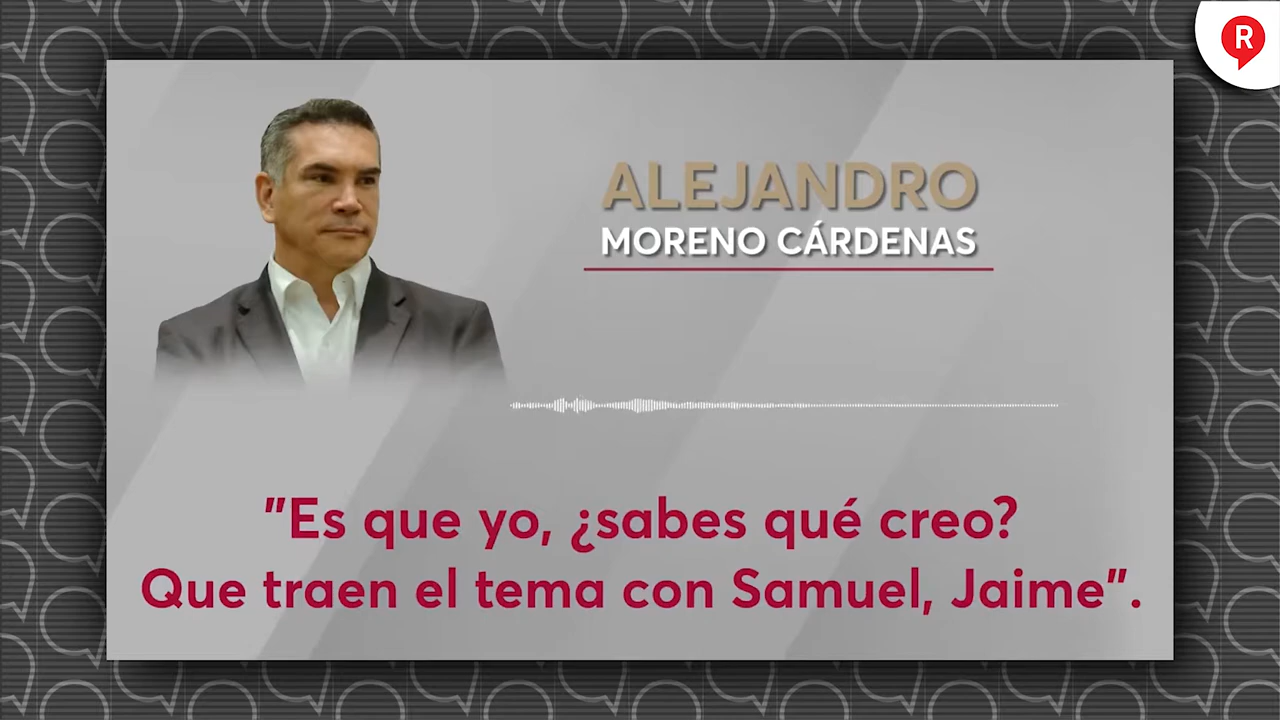 R
ALEJANDRO
MORENO CÁRDENAS
"Es que yo, ¿sabes qué creo?
Que traen el tema con Samuel, Jaime".